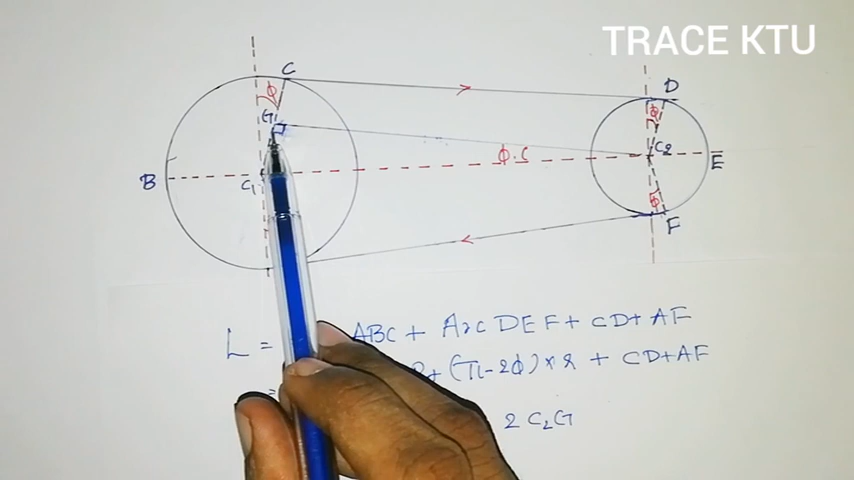 TRACE KTU
C
D
ϕ
ϕ
G
C2
ϕ.C
E
B
C1
ϕ
F
L = ABC + Arc DEF + CD + AF
= + (π-2ϕ) × r + CD + AF
2 C2G